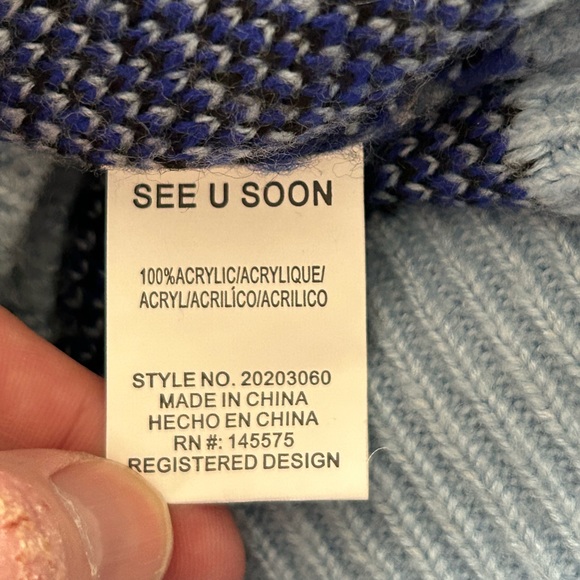 SEE U SOON
100%ACRYLIC/ACRYLIQUE/
ACRYL/ACRILÍCO/ACRILICO
STYLE NO. 20203060
MADE IN CHINA
HECHO EN CHINA
RN #: 145575
REGISTERED DESIGN